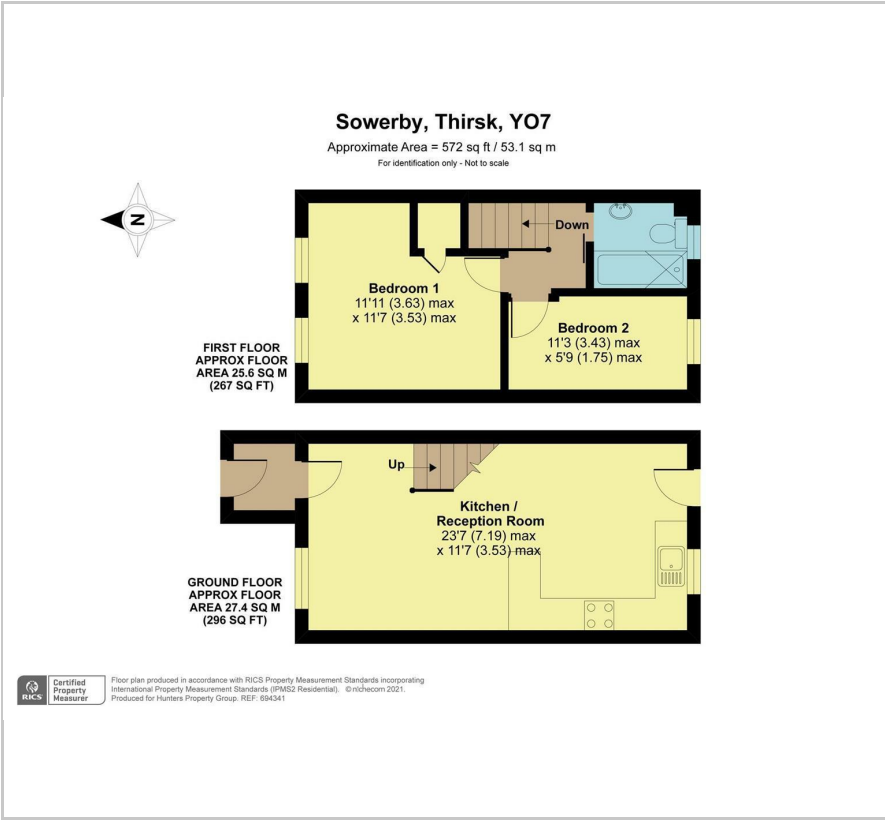 Sowerby, Thirsk, YO7
Approximate Area = 572 sq ft / 53.1 sq m
For identification only - Not to scale
N
Down
Bedroom 1
11'11 (3.63) max
x 11'7 (3.53) max
Bedroom 2
11'3 (3.43) max
x 5'9 (1.75) max
FIRST FLOOR
APPROX FLOOR
AREA 25.6 SQ M
(267 SQ FT)
Up
Kitchen /
Reception Room
23'7 (7.19) max
x 11'7 (3.53) max
GROUND FLOOR
APPROX FLOOR
AREA 27.4 SQ M
(296 SQ FT)
RICS
Certified
Property
Measurer
Floor plan produced in accordance with RICS Property Measurement Standards incorporating
International Property Measurement Standards (IPMS2 Residential). © nichecom 2021.
Produced for Hunters Property Group. REF: 694341